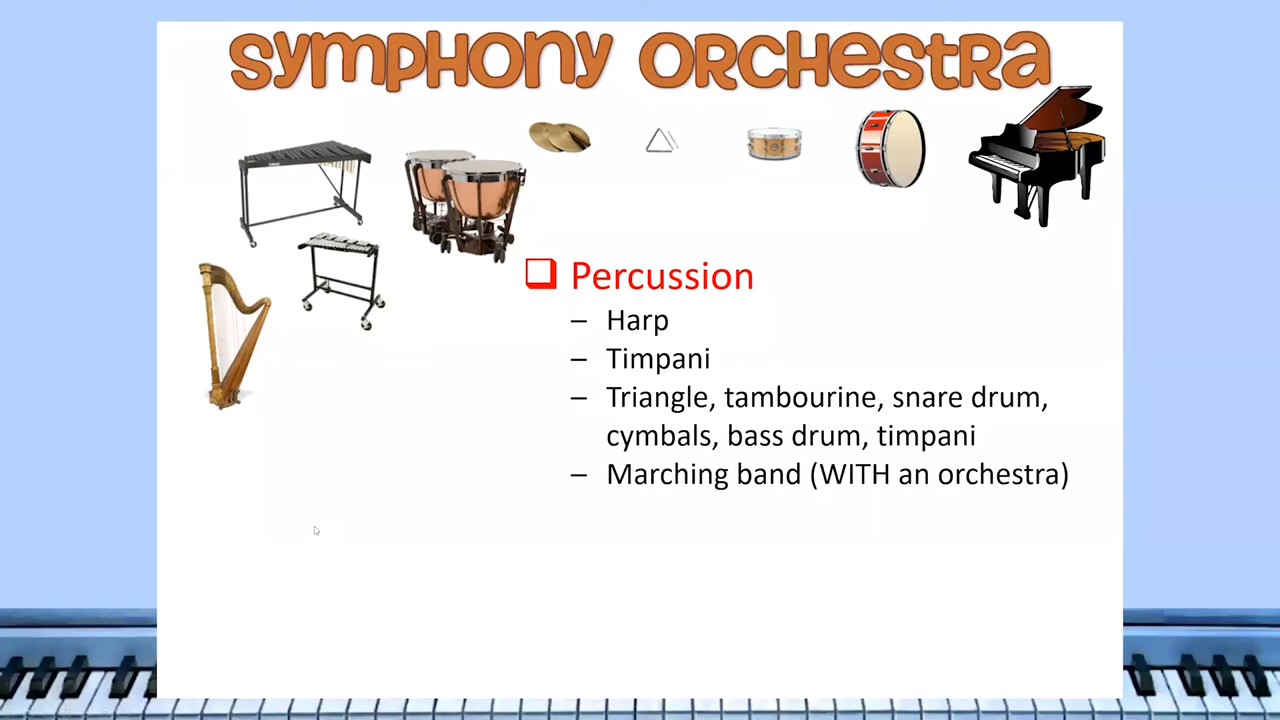 SYMPHONY ORCHESTRA
Percussion
– Harp
– Timpani
– Triangle, tambourine, snare drum,
cymbals, bass drum, timpani
– Marching band (WITH an orchestra)